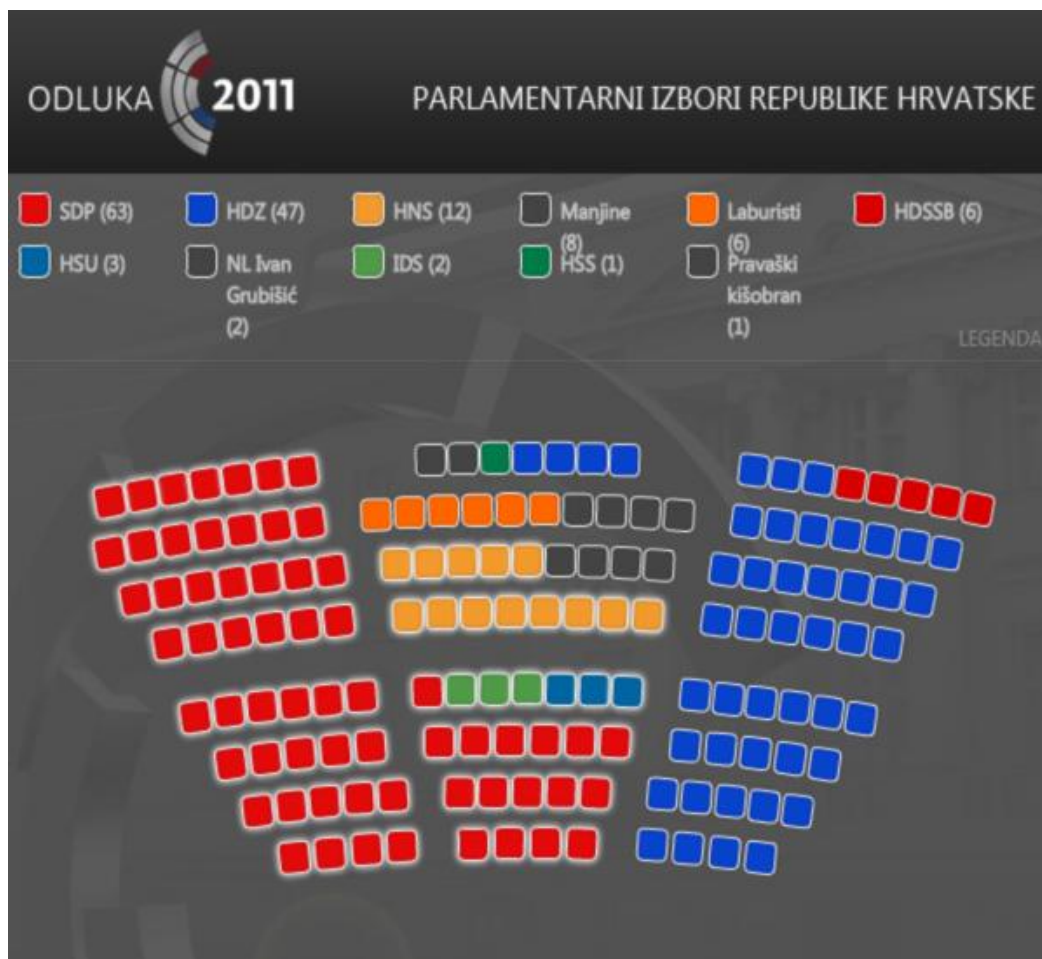 ODLUKA 2011
PARLAMENTARNI IZBORI REPUBLIKE HRVATSKE
SDP (63)
HDZ (47)
HNS (12)
Manjine
(8)
Laburisti
(6)
HDSSB (6)
HSU (3)
NL Ivan
Grubišić
(2)
IDS (2)
HSS (1)
Pravaški
kišobran
(1)
LEGENDA